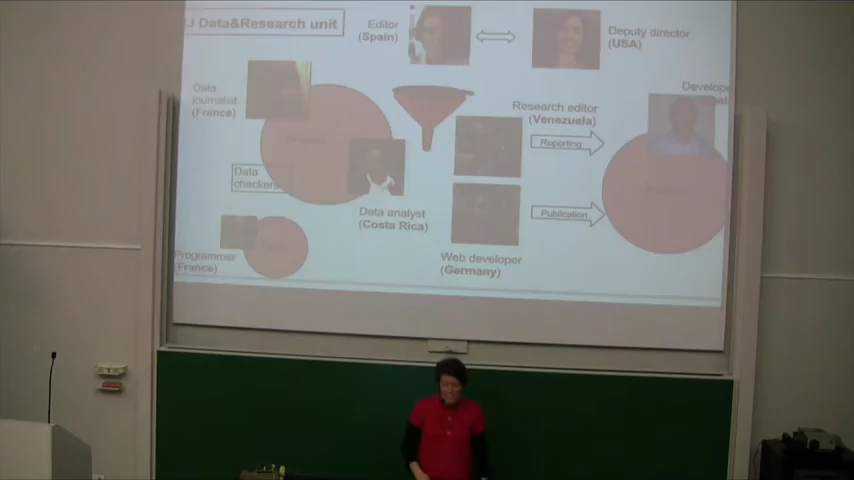 J Data&Research unit
Editor
(Spain)
Deputy director
(USA)
Data
journalist
(France)
Develope
Research editor
(Venezuela)
Reporting
Data
checkers
Data analyst
(Costa Rica)
Publication
Programmer
(France)
Web developer
(Germany)